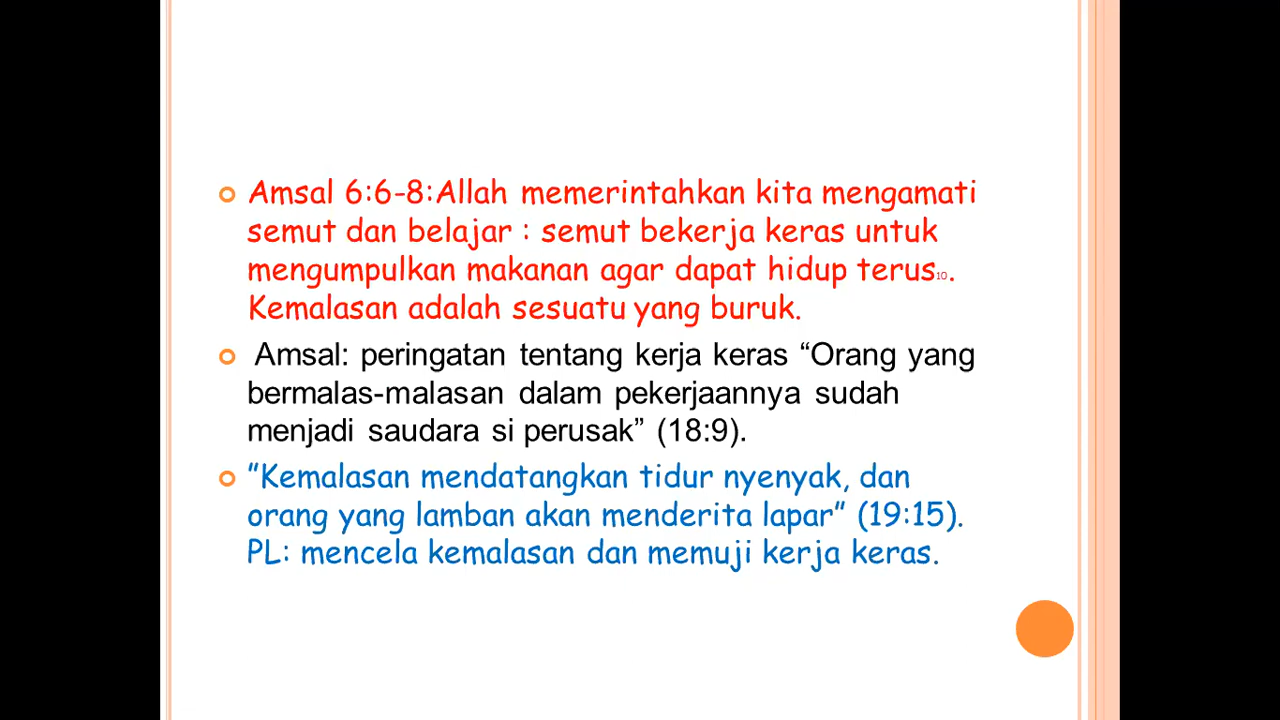 Amsal 6:6-8:Allah memerintahkan kita mengamati
semut dan belajar : semut bekerja keras untuk
mengumpulkan makanan agar dapat hidup terus10.
Kemalasan adalah sesuatu yang buruk.
Amsal: peringatan tentang kerja keras “Orang yang
bermalas-malasan dalam pekerjaannya sudah
menjadi saudara si perusak” (18:9).
”Kemalasan mendatangkan tidur nyenyak, dan
orang yang lamban akan menderita lapar” (19:15).
PL: mencela kemalasan dan memuji kerja keras.